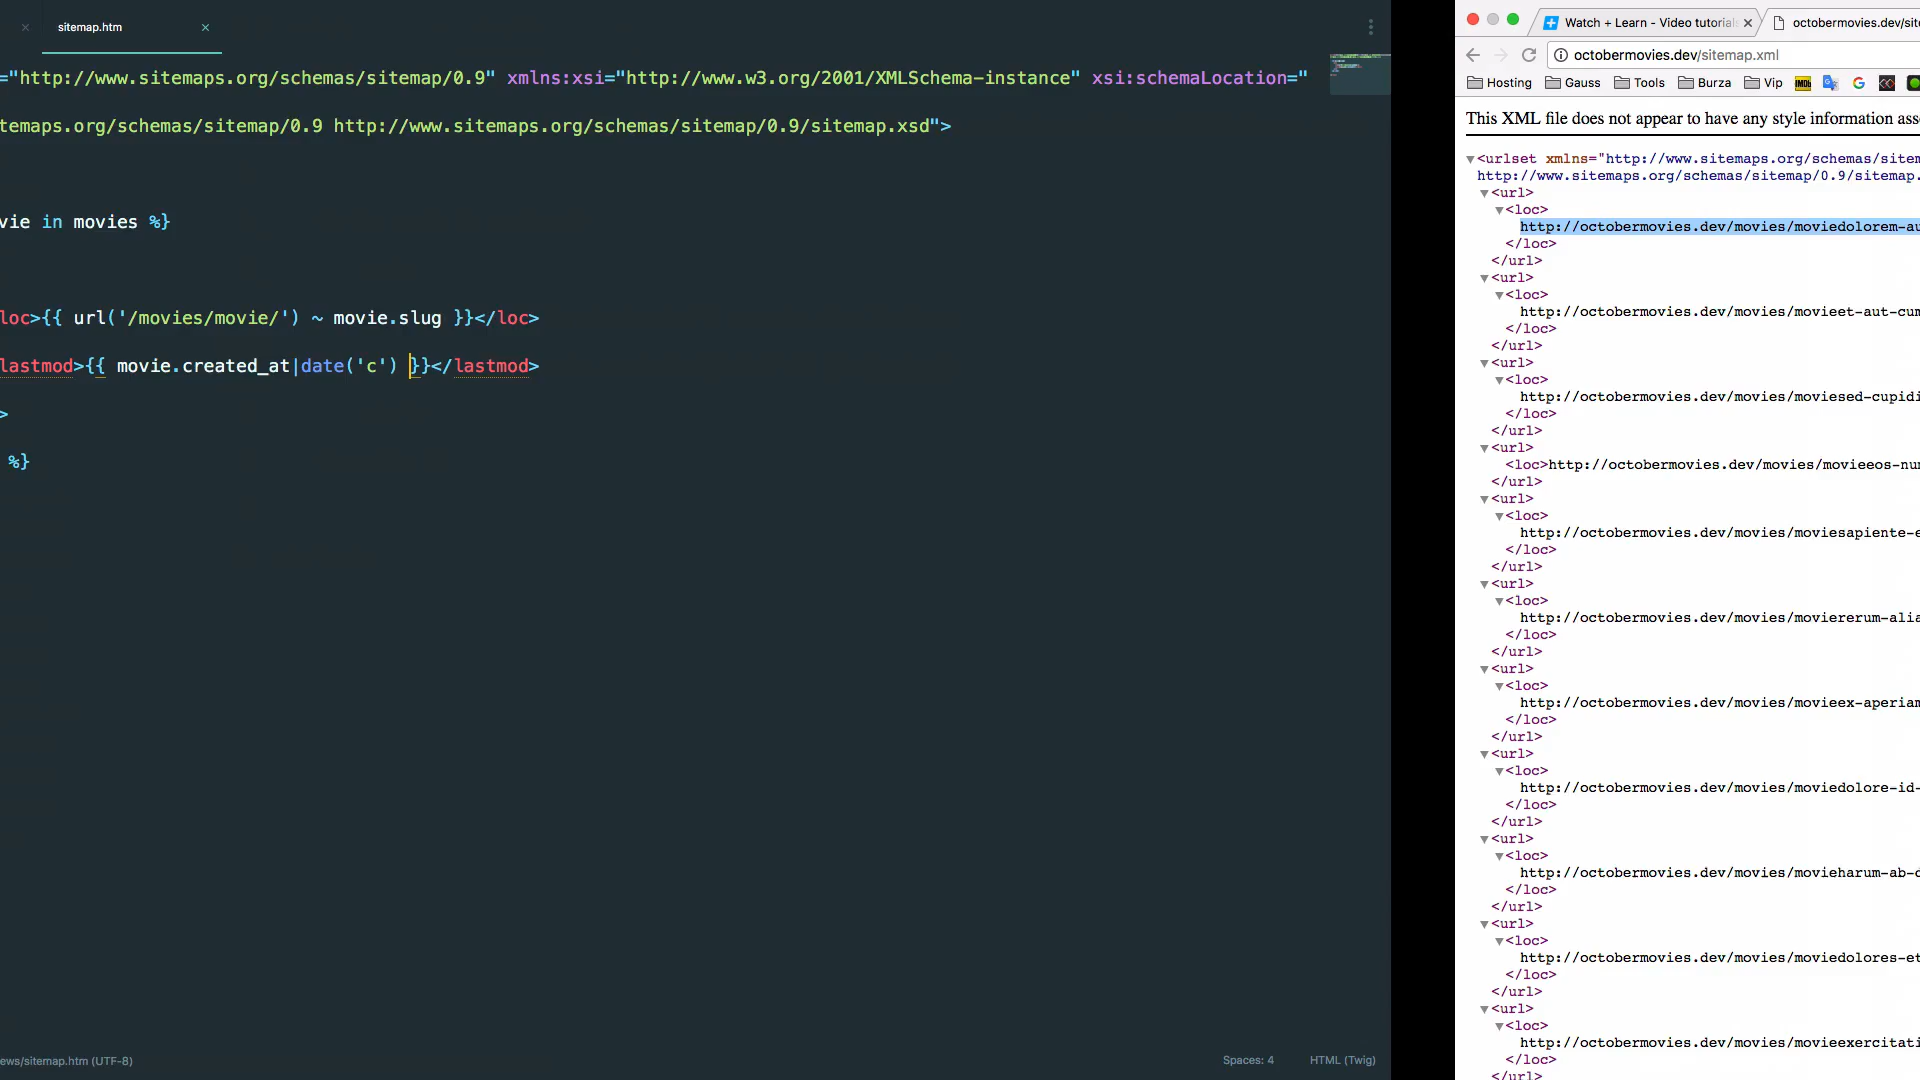 sitemap.htm
="http://www.sitemaps.org/schemas/sitemap/0.9" xmlns:xsi="http://www.w3.org/2001/XMLSchema-instance" xsi:schemaLocation="
temaps.org/schemas/sitemap/0.9 http://www.sitemaps.org/schemas/sitemap/0.9/sitemap.xsd">
vie in movies %}
loc>{{ url('/movies/movie/') ~ movie.slug }}</loc>
lastmod>{{ movie.created_at|date('c') }}</lastmod>
>
%}
ews/sitemap.htm (UTF-8)
Spaces: 4
HTML (Twig)
Watch + Learn - Video tutorial
octobermovies.dev/site
octobermovies.dev/sitemap.xml
Hosting Gauss Tools Burza Vip IMDb
This XML file does not appear to have any style information ass
<urlset xmlns="http://www.sitemaps.org/schemas/sitem
http://www.sitemaps.org/schemas/sitemap/0.9/sitemap.
<url>
<loc>
http://octobermovies.dev/movies/moviedolorem-au
</loc>
</url>
<url>
<loc>
http://octobermovies.dev/movies/movieet-aut-cum
</loc>
</url>
<url>
<loc>
http://octobermovies.dev/movies/moviesed-cupidi
</loc>
</url>
<url>
<loc>http://octobermovies.dev/movies/movieeos-num
</url>
<url>
<loc>
http://octobermovies.dev/movies/moviesapiente-e
</loc>
</url>
<url>
<loc>
http://octobermovies.dev/movies/moviererum-alia
</loc>
</url>
<url>
<loc>
http://octobermovies.dev/movies/movieex-aperiam
</loc>
</url>
<url>
<loc>
http://octobermovies.dev/movies/moviedolore-id-
</loc>
</url>
<url>
<loc>
http://octobermovies.dev/movies/movieharum-ab-d
</loc>
</url>
<url>
<loc>
http://octobermovies.dev/movies/moviedolores-et
</loc>
</url>
<url>
<loc>
http://octobermovies.dev/movies/movieexercitati
</loc>
</url>